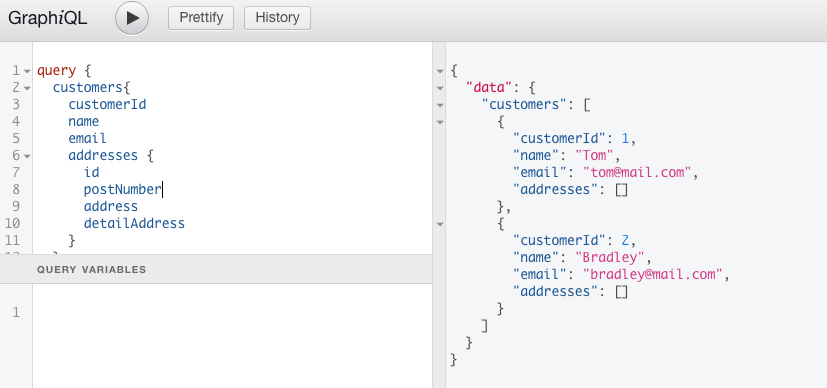 GraphiQL Prettify History
1 query {
2 customers{
3 customerId
4 name
5 email
6 addresses {
7 id
8 postNumber
9 address
10 detailAddress
11 }
QUERY VARIABLES
1
{
"data": {
"customers": [
{
"customerId": 1,
"name": "Tom",
"email": "tom@mail.com",
"addresses": []
},
{
"customerId": 2,
"name": "Bradley",
"email": "bradley@mail.com",
"addresses": []
}
]
}
}